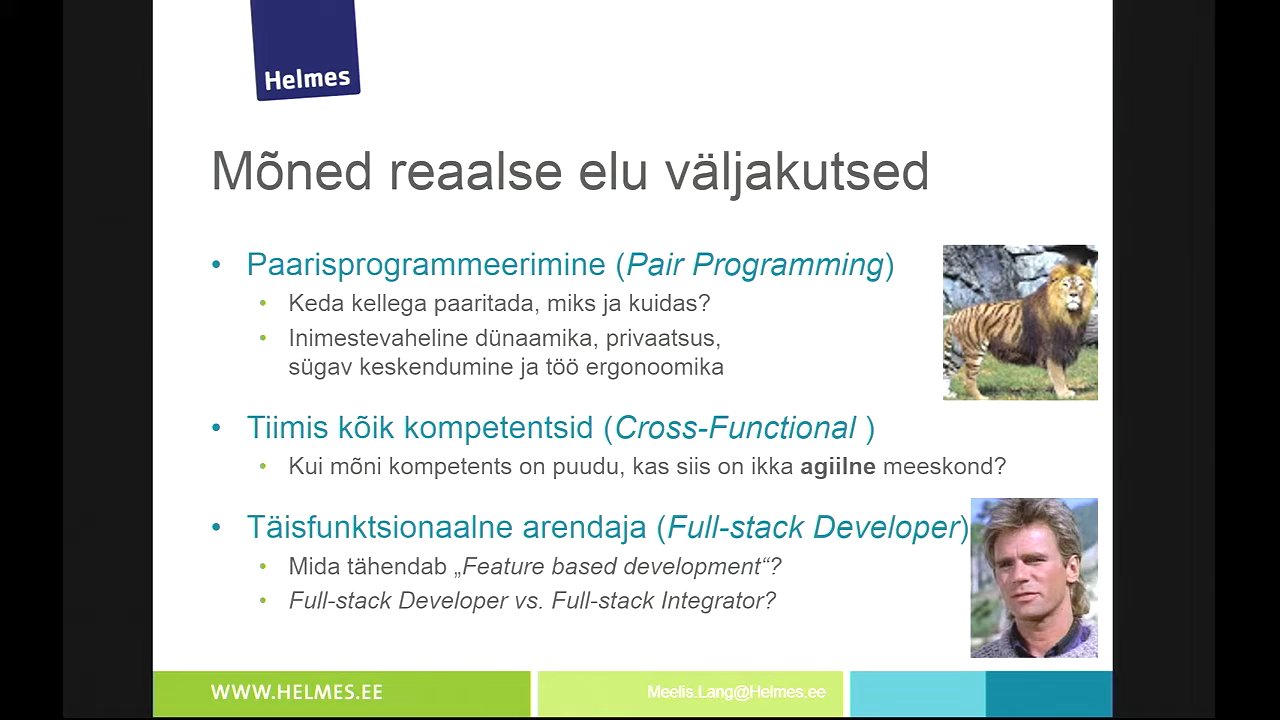 Helmes
Mõned reaalse elu väljakutsed
• Paarisprogrammeerimine (Pair Programming)
• Keda kellega paaritada, miks ja kuidas?
• Inimestevaheline dünaamika, privaatsus,
sügav keskendumine ja töö ergonoomika
• Tiimis kõik kompetentsid (Cross-Functional )
• Kui mõni kompetents on puudu, kas siis on ikka agiilne meeskond?
• Täisfunktsionaalne arendaja (Full-stack Developer)
• Mida tähendab „Feature based development“?
• Full-stack Developer vs. Full-stack Integrator?
WWW.HELMES.EE
Meelis.Lang@Helmes.ee